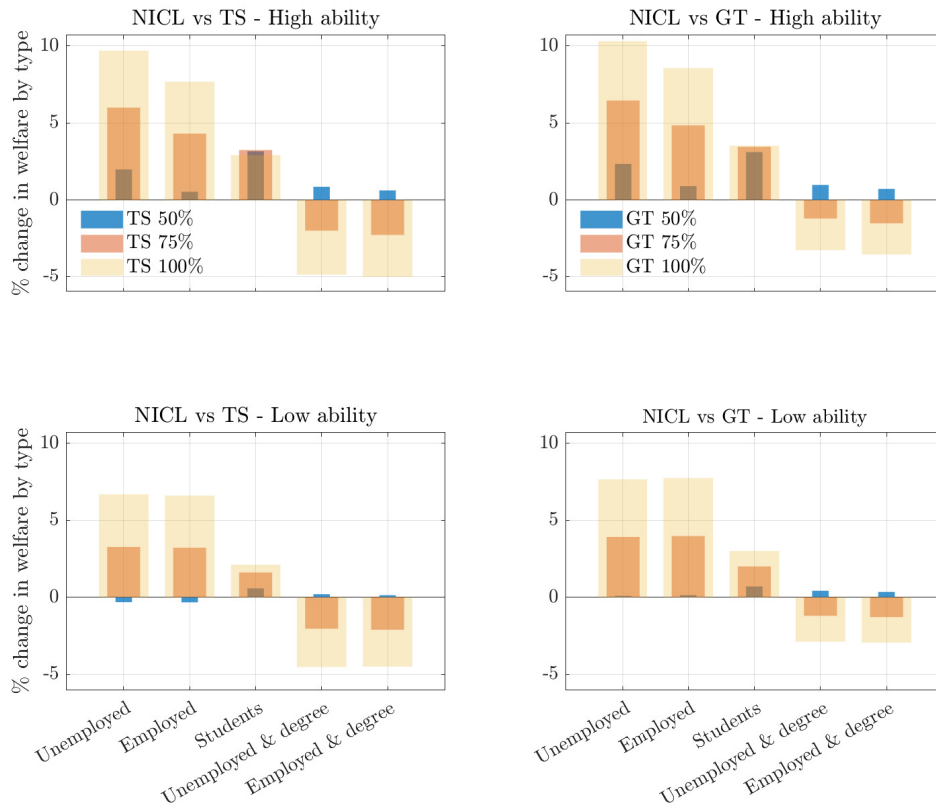 NICL vs TS - High ability
% change in welfare by type
10
5
0
-5
TS 50%
TS 75%
TS 100%
NICL vs GT - High ability
10
5
0
-5
GT 50%
GT 75%
GT 100%
NICL vs TS - Low ability
% change in welfare by type
10
5
0
-5
Unemployed
Employed
Students
Unemployed & degree
Employed & degree
NICL vs GT - Low ability
10
5
0
-5
Unemployed
Employed
Students
Unemployed & degree
Employed & degree